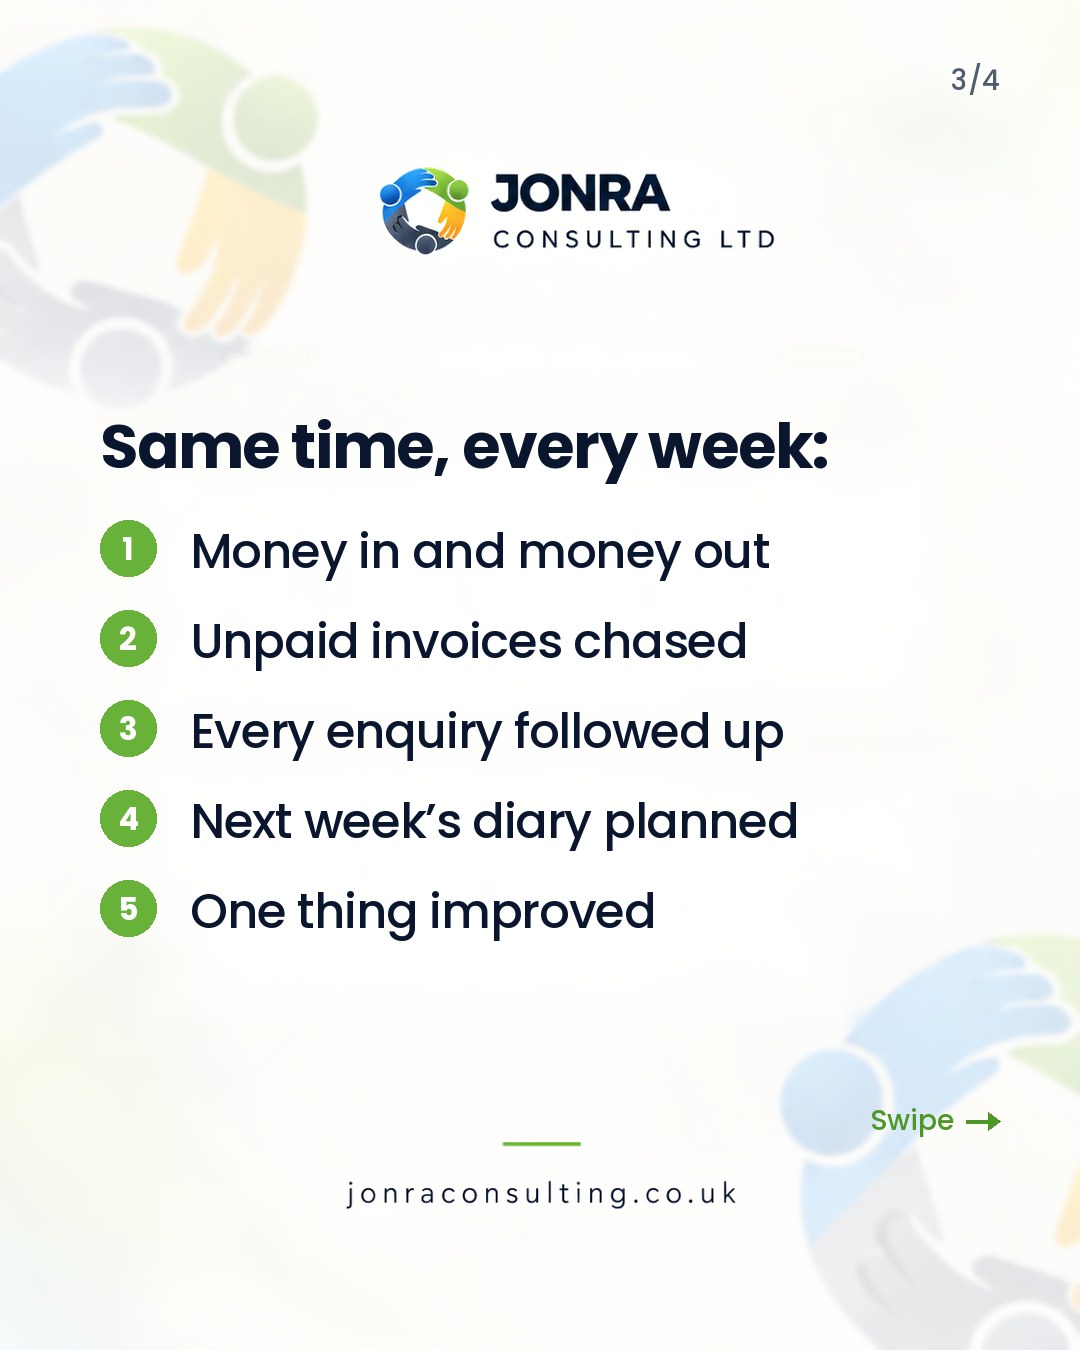 3/4
JONRA
CONSULTING LTD
Same time, every week:
1 Money in and money out
2 Unpaid invoices chased
3 Every enquiry followed up
4 Next week’s diary planned
5 One thing improved
Swipe →
jonraconsulting.co.uk